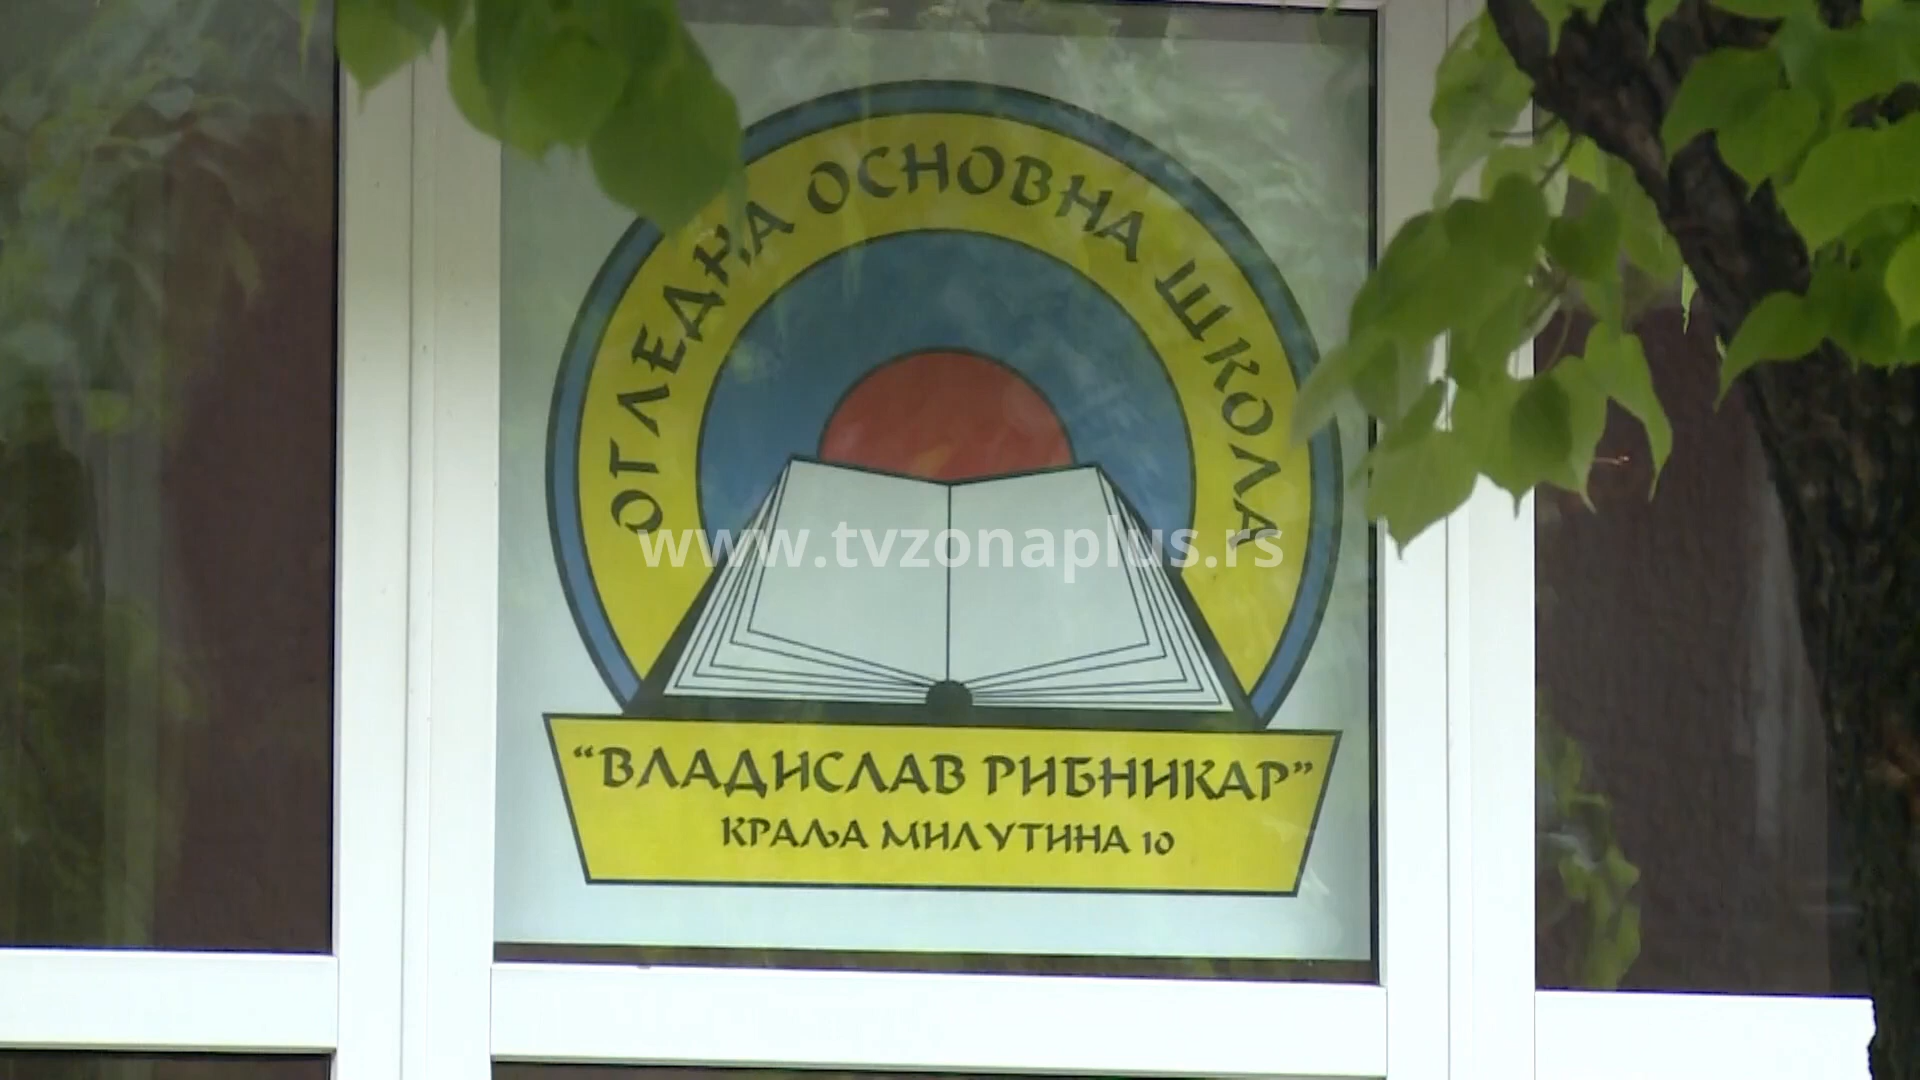 ОГЛЕДНА ОСНОВНА ШКОЛА
www.tvzonaplus.rs
“ВЛАДИСЛАВ РИБНИКАР”
КРАЉА МИЛУТИНА 10